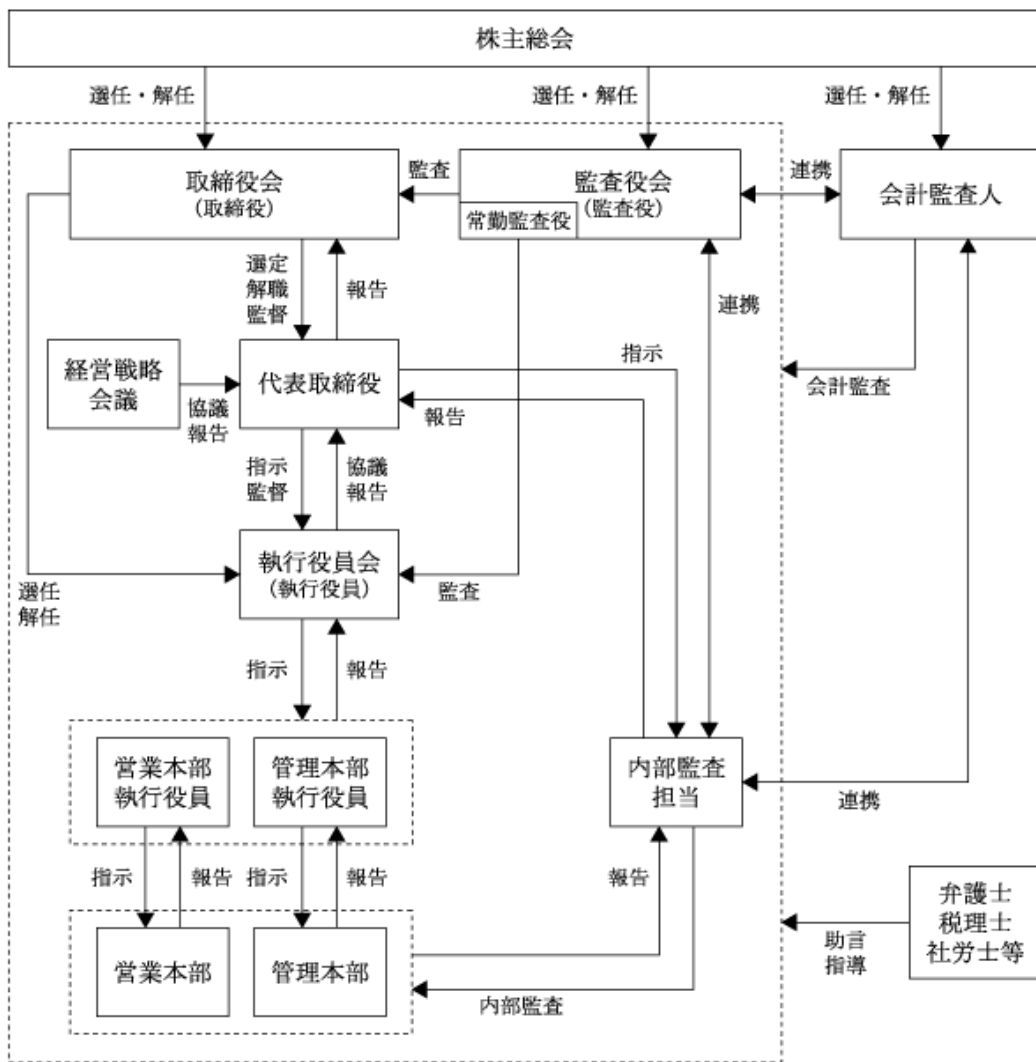 株主総会
選任・解任
選任・解任
選任・解任
取締役会
(取締役)
監査
監査役会
(監査役)
常勤監査役
連携
会計監査人
選定
解職
監督
報告
連携
経営戦略
会議
協議
報告
代表取締役
指示
報告
会計監査
指示
監督
協議
報告
執行役員会
(執行役員)
監査
選任
解任
指示
報告
営業本部
執行役員
管理本部
執行役員
内部監査
担当
連携
指示
報告
指示
報告
報告
営業本部
管理本部
内部監査
助言
指導
弁護士
税理士
社労士等